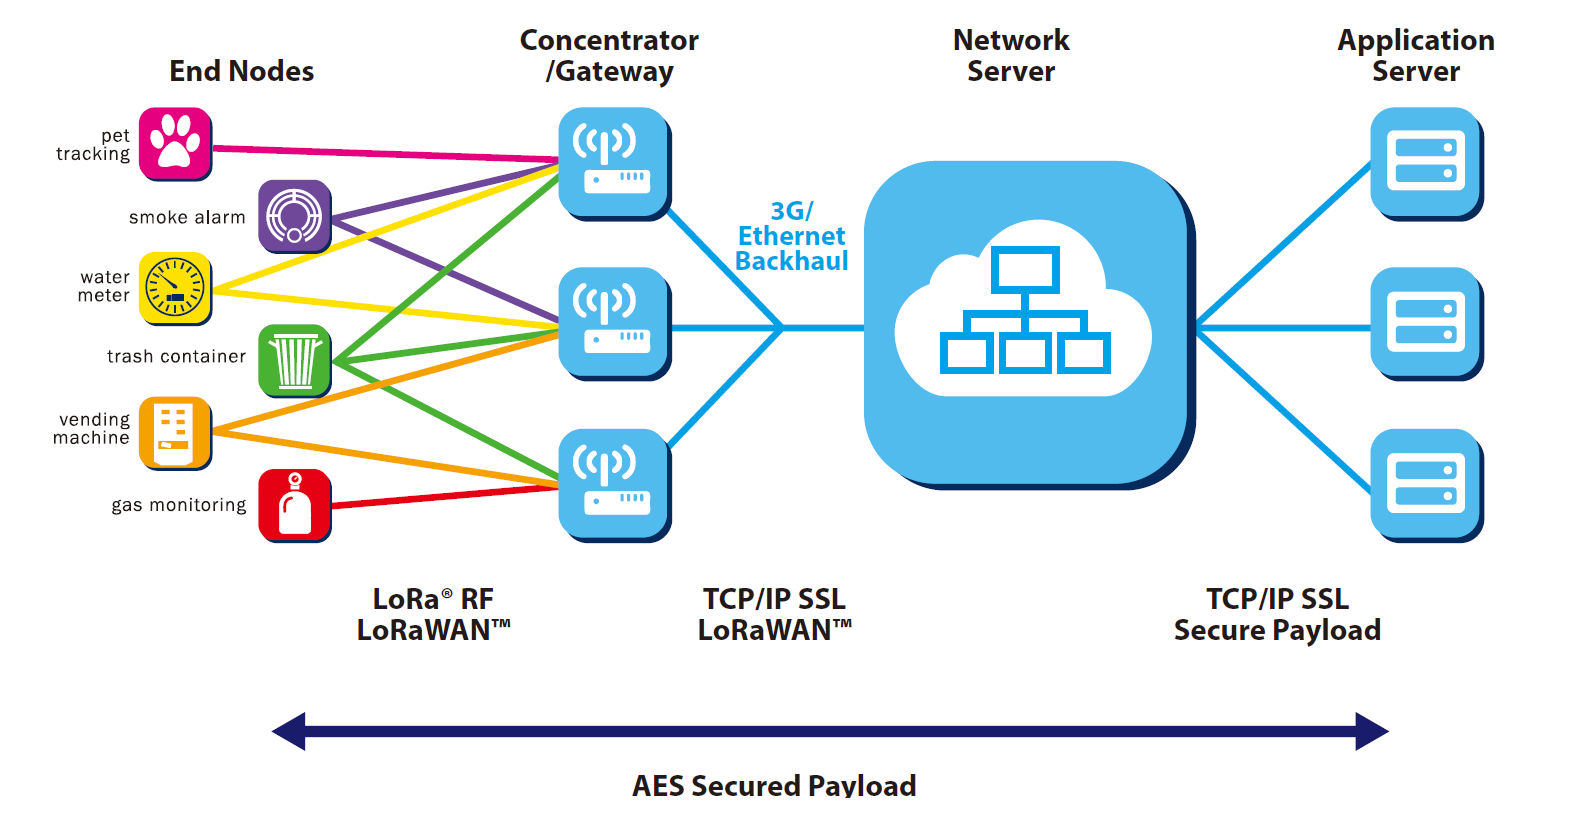 End Nodes
Concentrator
/Gateway
Network
Server
Application
Server
pet
tracking
smoke alarm
water
meter
trash container
vending
machine
gas monitoring
3G/
Ethernet
Backhaul
LoRa® RF
LoRaWAN™
TCP/IP SSL
LoRaWAN™
TCP/IP SSL
Secure Payload
AES Secured Payload